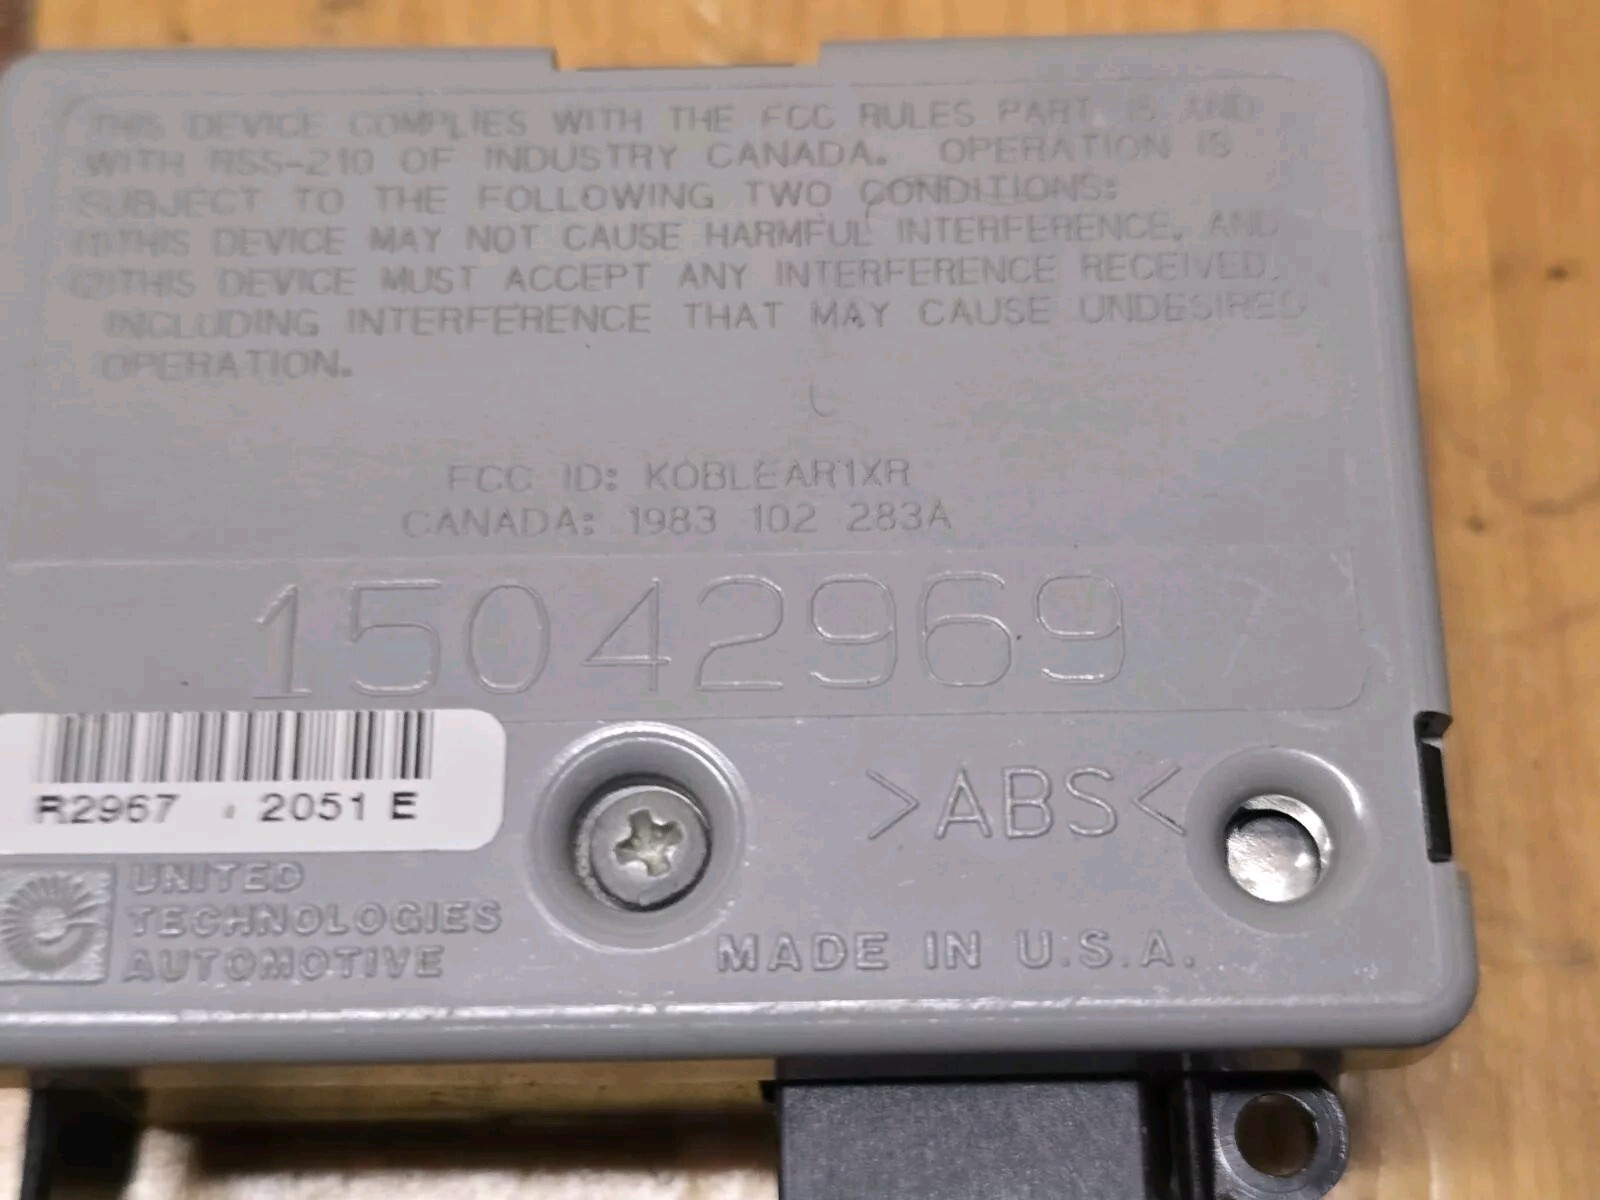 THIS DEVICE COMPLIES WITH THE FCC RULES PART 15 AND
WITH RSS-210 OF INDUSTRY CANADA. OPERATION IS
SUBJECT TO THE FOLLOWING TWO CONDITIONS:
(1)THIS DEVICE MAY NOT CAUSE HARMFUL INTERFERENCE, AND
(2)THIS DEVICE MUST ACCEPT ANY INTERFERENCE RECEIVED,
INCLUDING INTERFERENCE THAT MAY CAUSE UNDESIRED
OPERATION.
FCC ID: KOBLEAR1XR
CANADA: 1983 102 283A
15042969
R2967 2051 E
>ABS<
UNITED
TECHNOLOGIES
AUTOMOTIVE
MADE IN U.S.A.